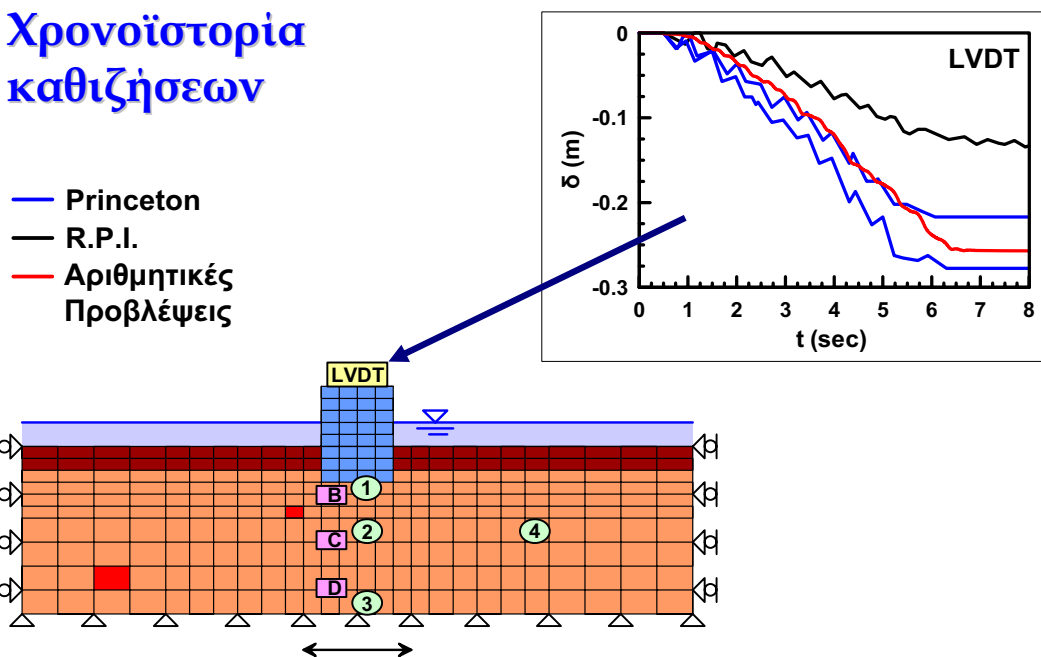 Χρονοϊστορία
καθιζήσεων
Princeton
R.P.I.
Αριθμητικές
Προβλέψεις
LVDT
0
-0.1
-0.2
-0.3
δ (m)
0 1 2 3 4 5 6 7 8
t (sec)
LVDT
B
1
C
2
4
D
3